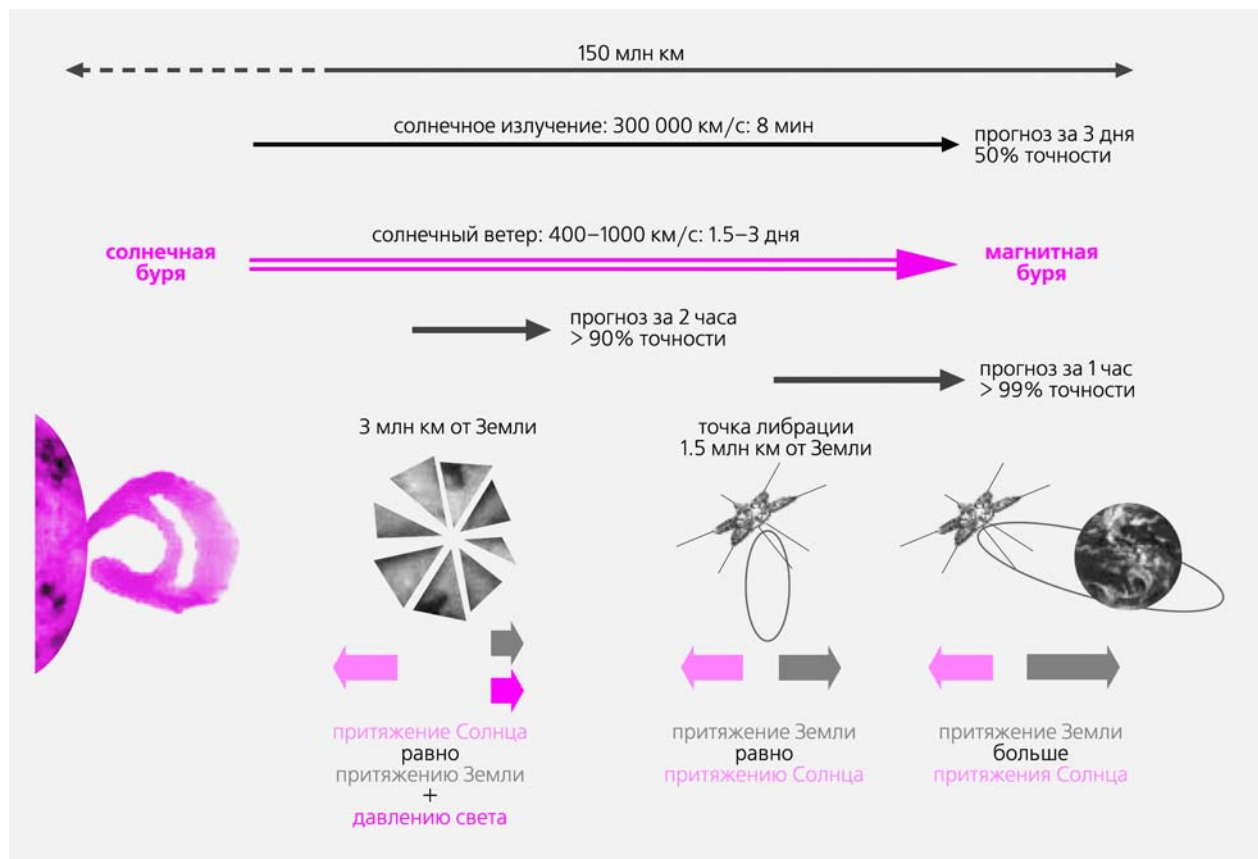 150 млн км
солнечное излучение: 300 000 км/с: 8 мин
прогноз за 3 дня
50% точности
солнечный ветер: 400–1000 км/с: 1.5–3 дня
солнечная
буря
магнитная
буря
прогноз за 2 часа
> 90% точности
прогноз за 1 час
> 99% точности
3 млн км от Земли
точка либрации
1.5 млн км от Земли
притяжение Солнца
равно
притяжению Земли
+
давлению света
притяжение Земли
равно
притяжению Солнца
притяжение Земли
больше
притяжения Солнца